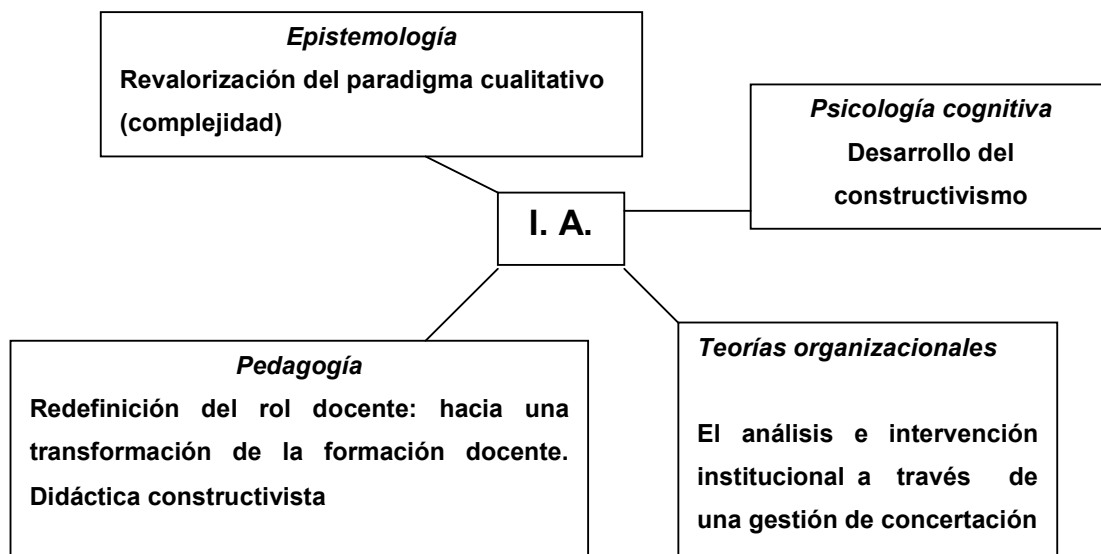 Epistemología
Revalorización del paradigma cualitativo
(complejidad)
Psicología cognitiva
Desarrollo del
constructivismo
I. A.
Pedagogía
Redefinición del rol docente: hacia una
transformación de la formación docente.
Didáctica constructivista
Teorías organizacionales
El análisis e intervención
institucional a través de
una gestión de concertación